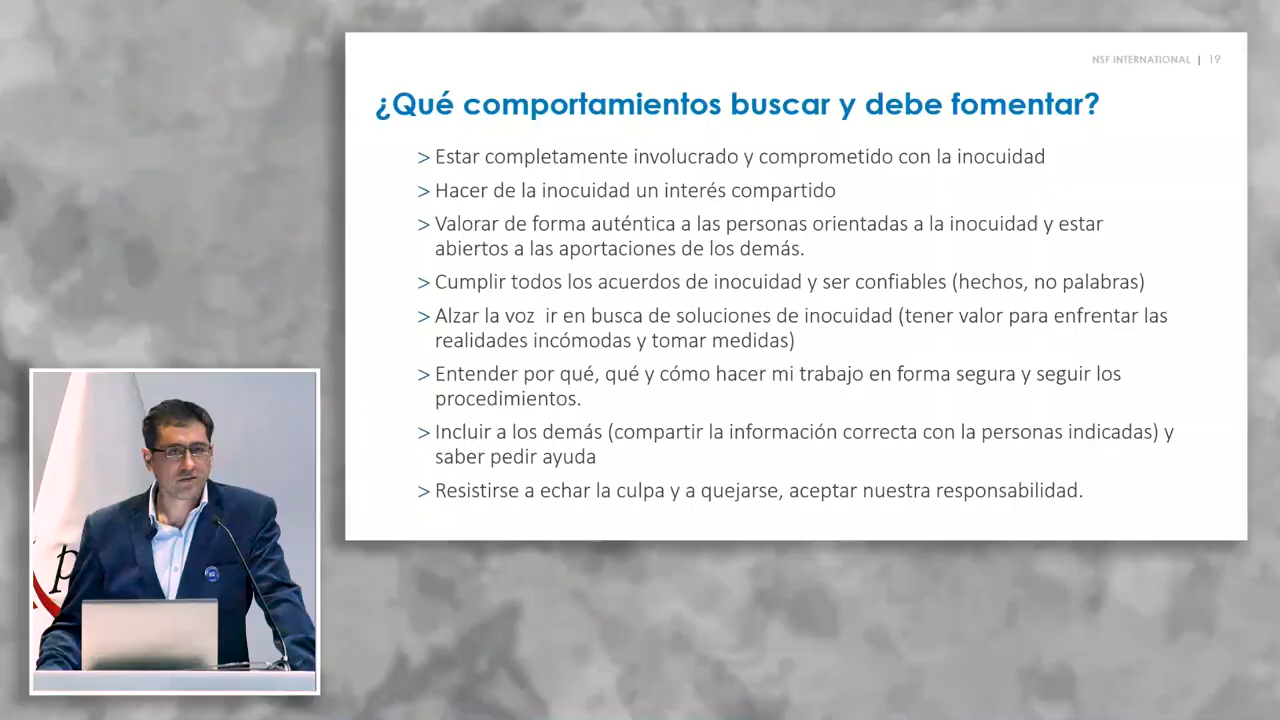 NSF INTERNATIONAL | 19
¿Qué comportamientos buscar y debe fomentar?
> Estar completamente involucrado y comprometido con la inocuidad
> Hacer de la inocuidad un interés compartido
> Valorar de forma auténtica a las personas orientadas a la inocuidad y estar
abiertos a las aportaciones de los demás.
> Cumplir todos los acuerdos de inocuidad y ser confiables (hechos, no palabras)
> Alzar la voz  ir en busca de soluciones de inocuidad (tener valor para enfrentar las
realidades incómodas y tomar medidas)
> Entender por qué, qué y cómo hacer mi trabajo en forma segura y seguir los
procedimientos.
> Incluir a los demás (compartir la información correcta con la personas indicadas) y
saber pedir ayuda
> Resistirse a echar la culpa y a quejarse, aceptar nuestra responsabilidad.
p